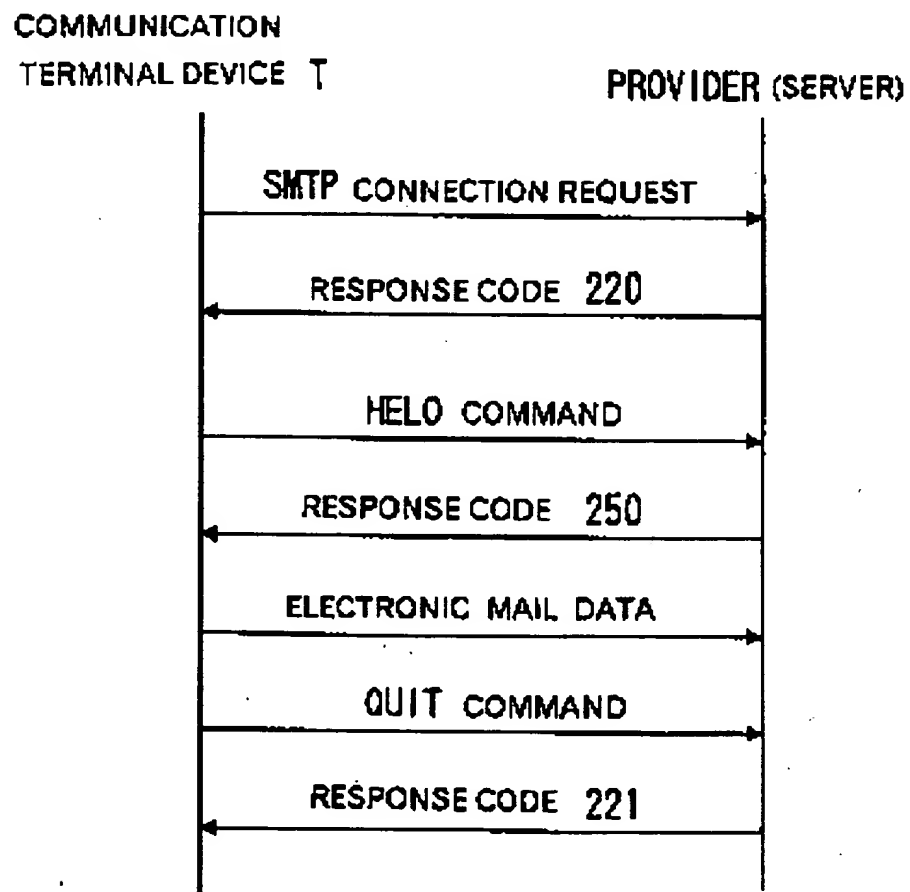 COMMUNICATION
TERMINAL DEVICE T
PROVIDER (SERVER)
SMTP CONNECTION REQUEST
RESPONSE CODE 220
HELO COMMAND
RESPONSE CODE 250
ELECTRONIC MAIL DATA
QUIT COMMAND
RESPONSE CODE 221